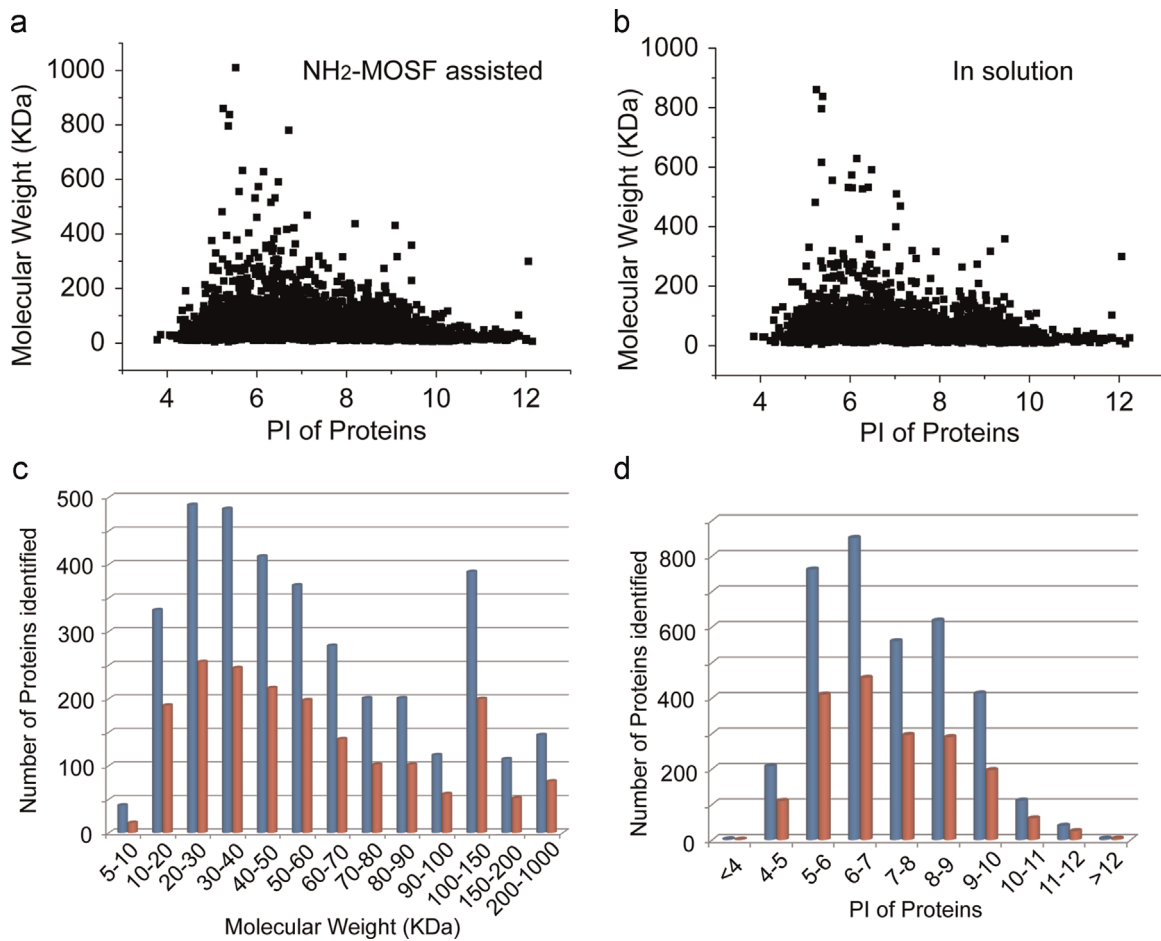 a
NH2-MOSF assisted
1000
800
600
400
200
0
Molecular Weight (KDa)
4 6 8 10 12
PI of Proteins
b
In solution
1000
800
600
400
200
0
Molecular Weight (KDa)
4 6 8 10 12
PI of Proteins
c
500
400
300
200
100
0
Number of Proteins identified
5-10 10-20 20-30 30-40 40-50 50-60 60-70 70-80 80-90 90-100 100-150 150-200 200-1000
Molecular Weight (KDa)
d
800
600
400
200
0
Number of Proteins identified
<4 4-5 5-6 6-7 7-8 8-9 9-10 10-11 11-12 >12
PI of Proteins